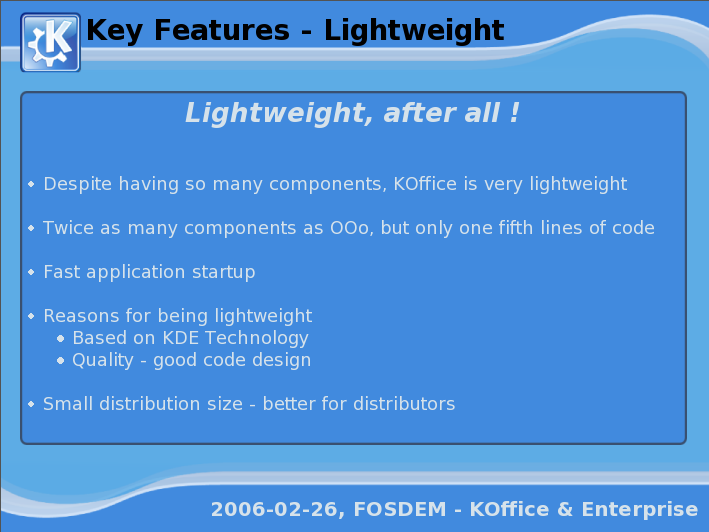 Key Features - Lightweight
Lightweight, after all !
• Despite having so many components, KOffice is very lightweight
• Twice as many components as OOo, but only one fifth lines of code
• Fast application startup
• Reasons for being lightweight
• Based on KDE Technology
• Quality - good code design
• Small distribution size - better for distributors
2006-02-26, FOSDEM - KOffice & Enterprise